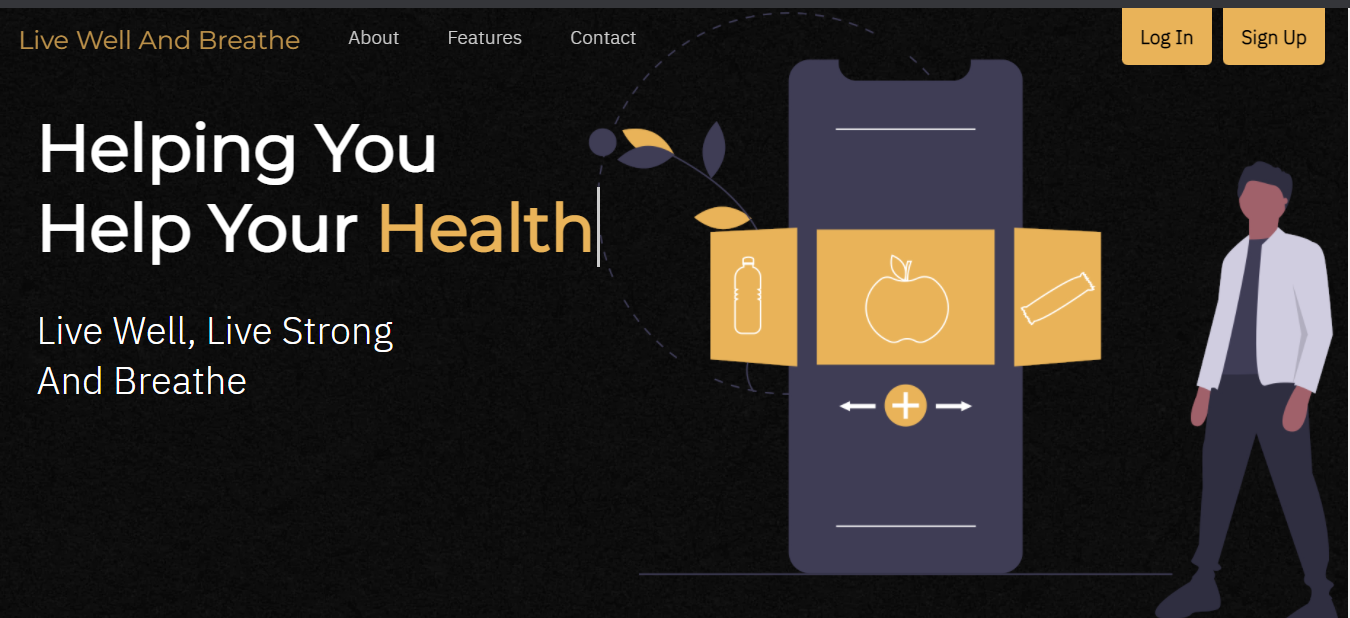 Live Well And Breathe
About
Features
Contact
Log In
Sign Up
Helping You
Help Your Health
Live Well, Live Strong
And Breathe